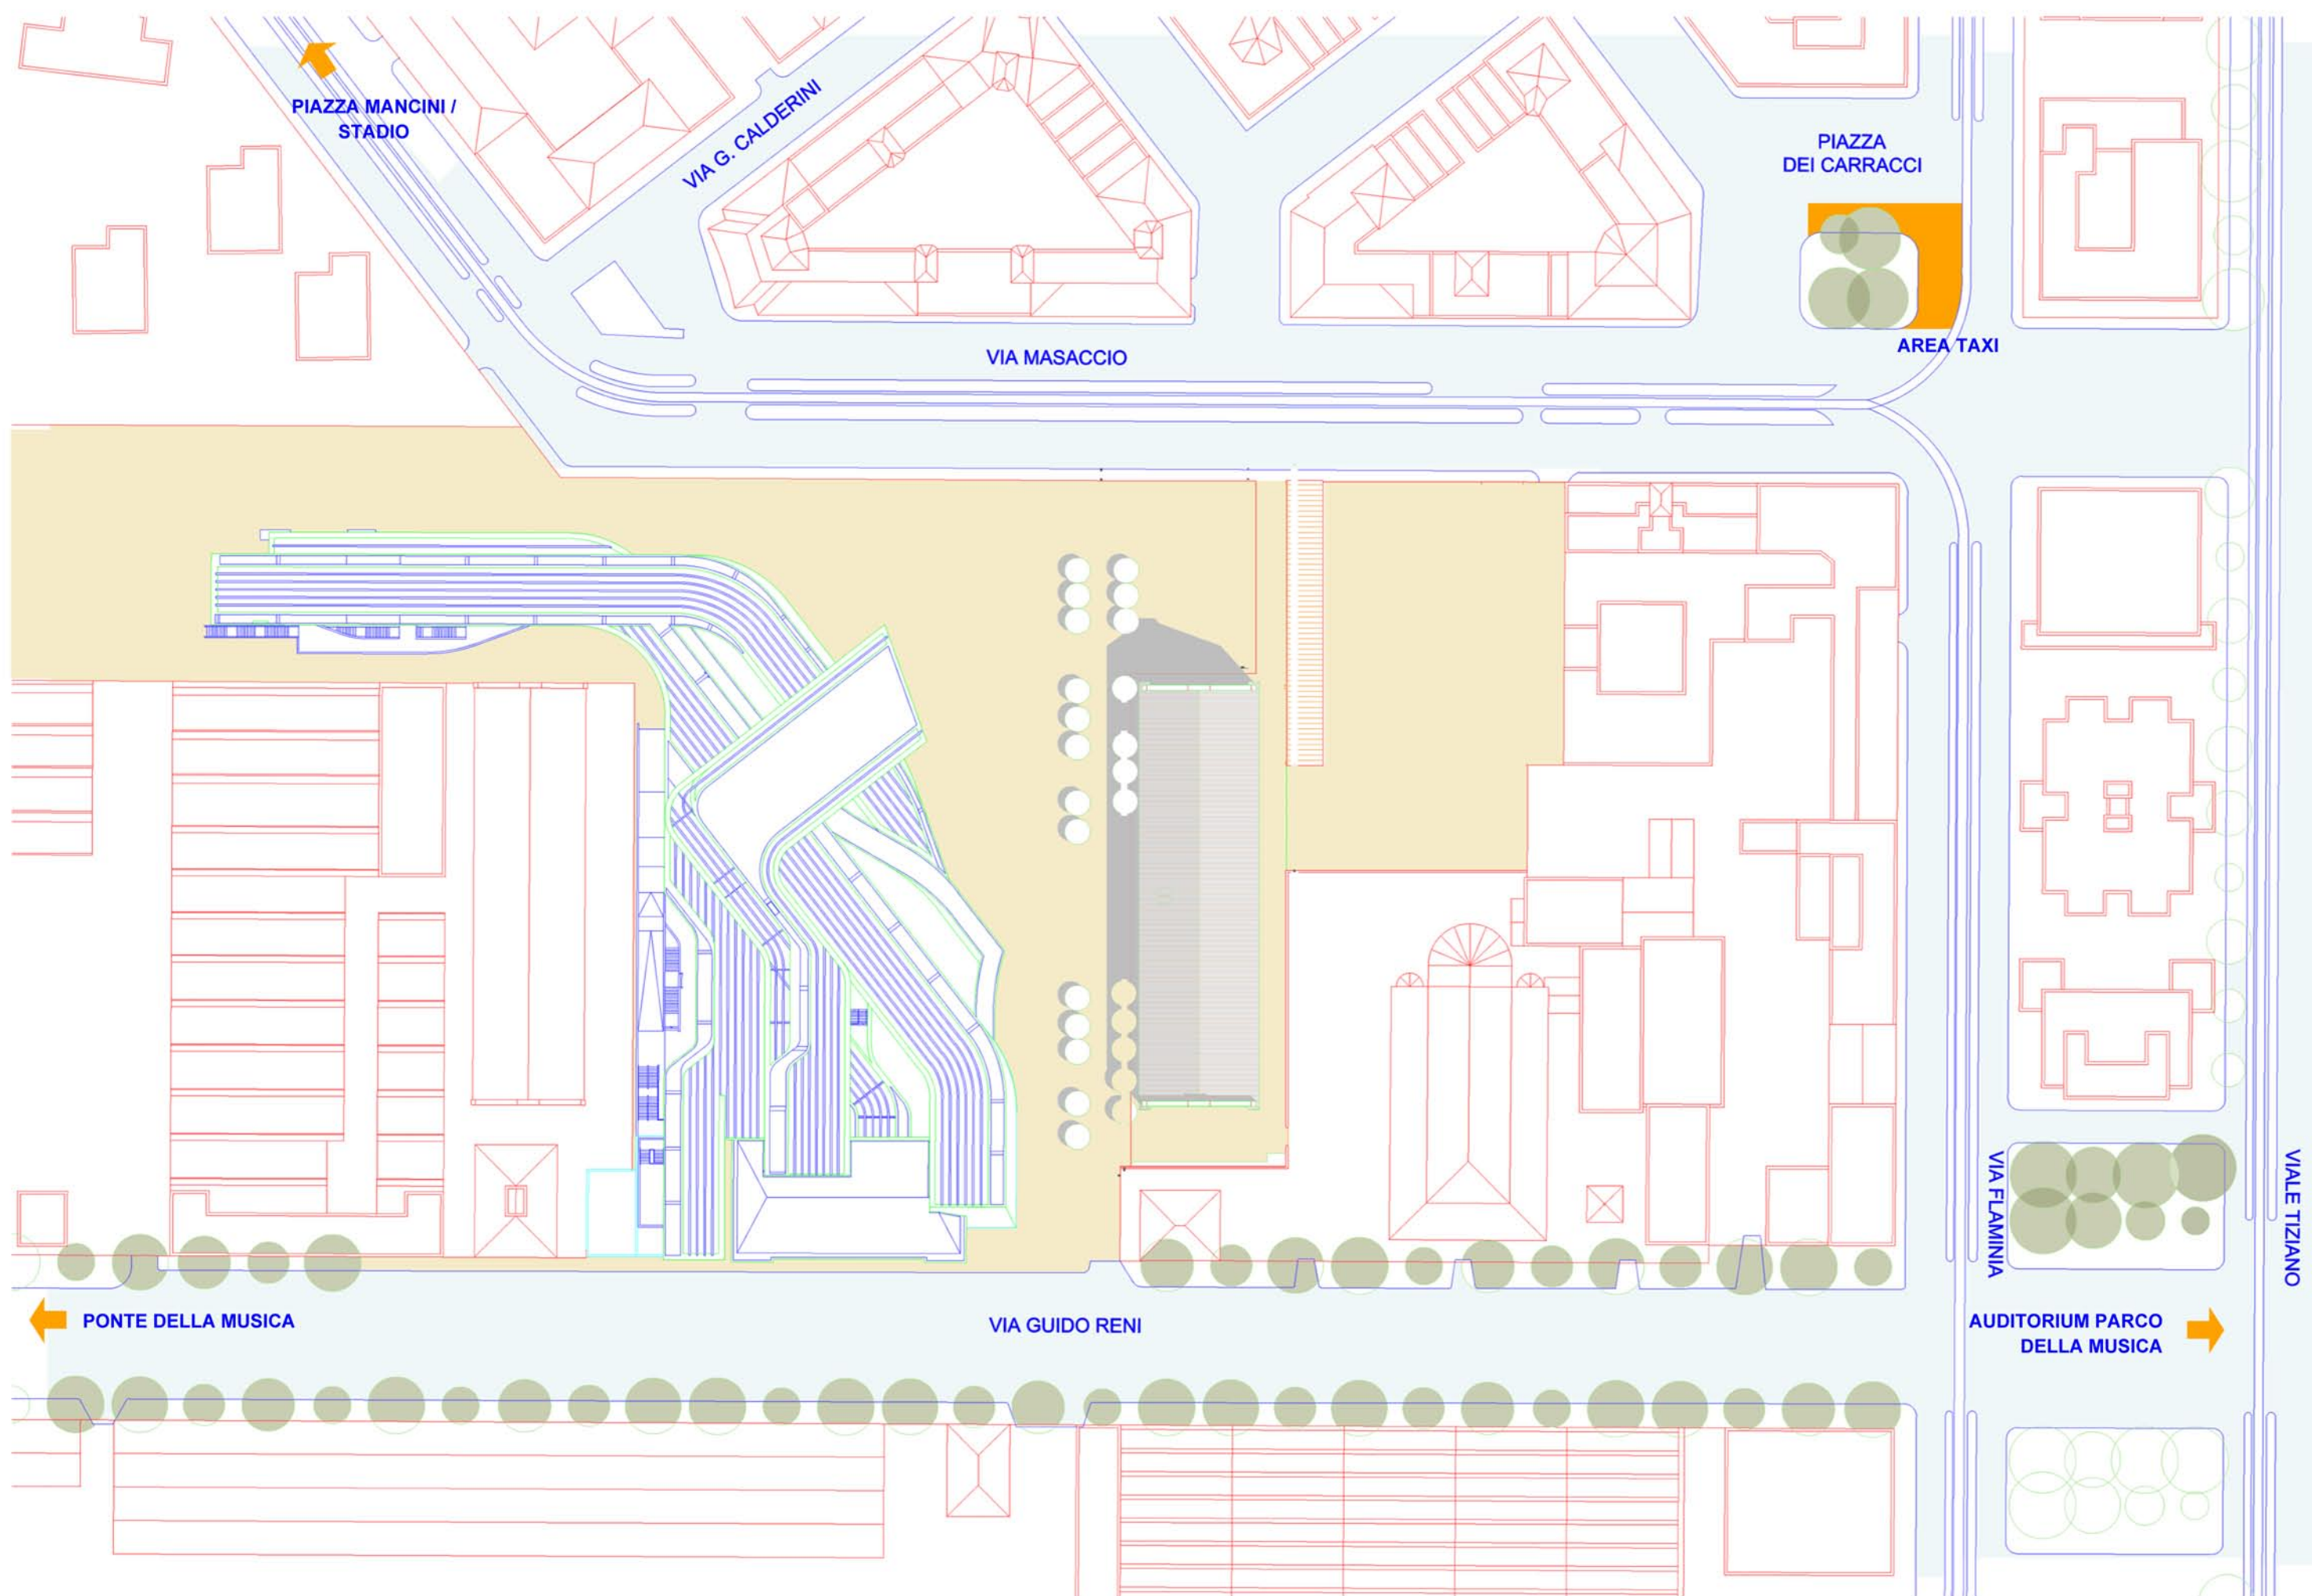 PIAZZA MANCINI /
STADIO
VIA G. CALDERINI
PIAZZA
DEI CARRACCI
VIA MASACCIO
AREA TAXI
VIA FLAMINIA
VIALE TIZIANO
PONTE DELLA MUSICA
VIA GUIDO RENI
AUDITORIUM PARCO
DELLA MUSICA